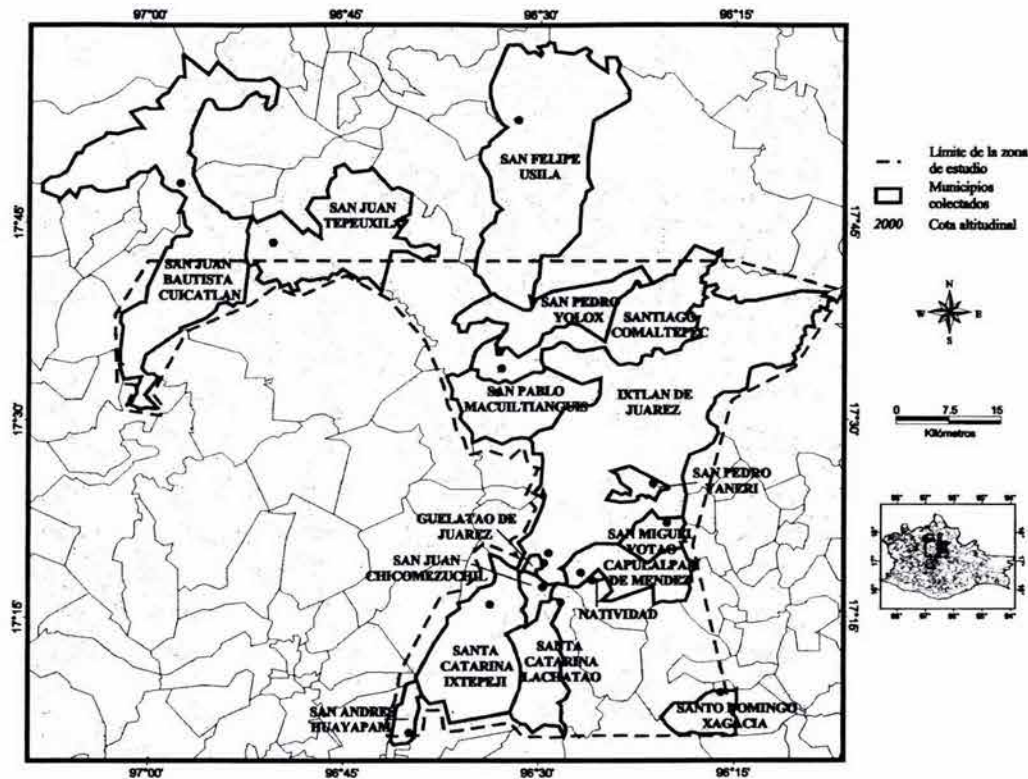 97°00'
96°45'
96°30'
96°15'
17°45'
17°45'
SAN FELIPE
USILA
SAN JUAN
TEPEUXILA
SAN JUAN
BAUTISTA
CUICATLAN
SAN PEDRO
YOLOX
SANTIAGO
COMALTEPEC
SAN PABLO
MACUILTIANGUIS
IXTLAN DE
JUAREZ
17°30'
17°30'
SAN PEDRO
YANERI
GUELATAO DE
JUAREZ
SAN MIGUEL
YOTAO
SAN JUAN
CHICOMEZUCHIL
CAPULALPAM
DE MENDEZ
NATIVIDAD
17°15'
17°15'
SANTA
CATARINA
IXTEPEJI
SANTA
CATARINA
LACHATAO
SAN ANDRES
HUAYAPAM
SANTO DOMINGO
XAGACIA
97°00'
96°45'
96°30'
96°15'
Límite de la zona
de estudio
Municipios
colectados
2000 Cota altitudinal
N
W E
S
0 7.5 15
Kilómetros